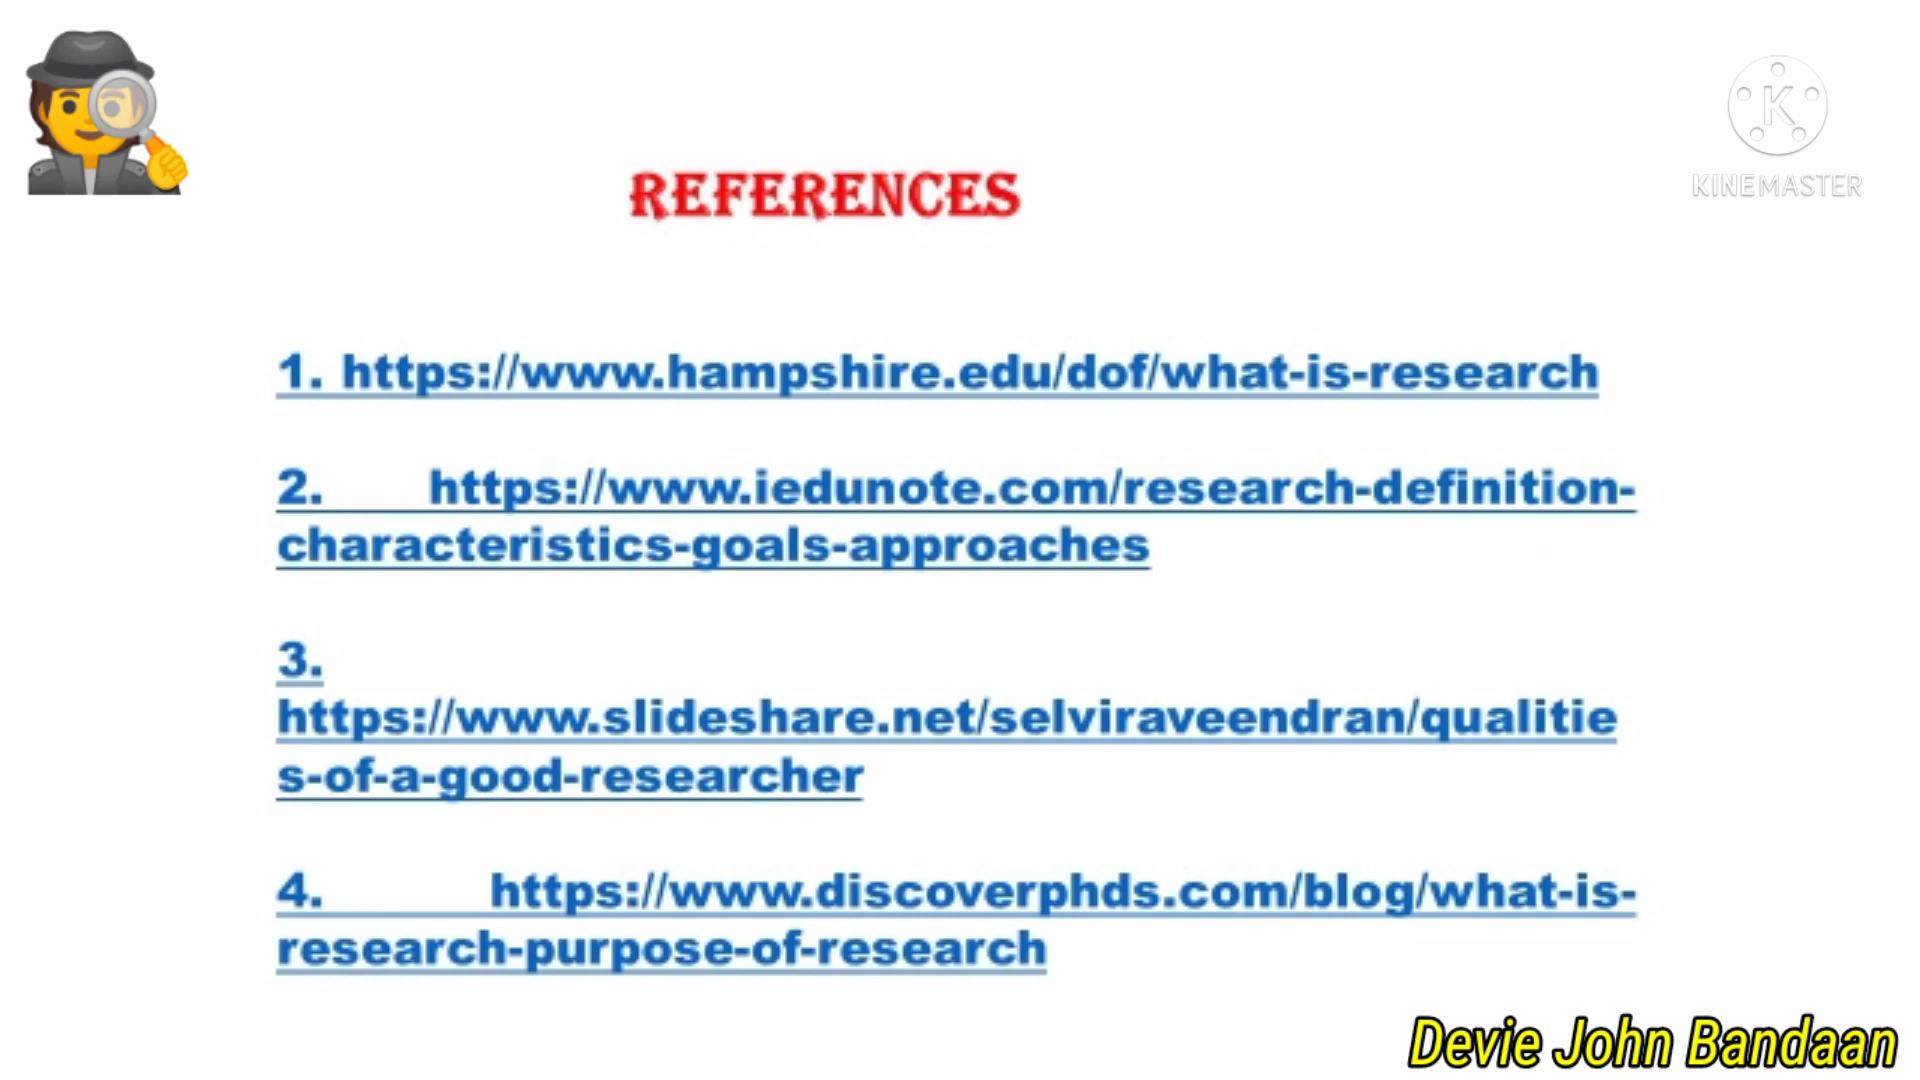 K
KINEMASTER
REFERENCES
1. https://www.hampshire.edu/dof/what-is-research
2. https://www.iedunote.com/research-definition-
characteristics-goals-approaches
3.
https://www.slideshare.net/selviraveendran/qualitie
s-of-a-good-researcher
4. https://www.discoverphds.com/blog/what-is-
research-purpose-of-research
Devie John Bandaan